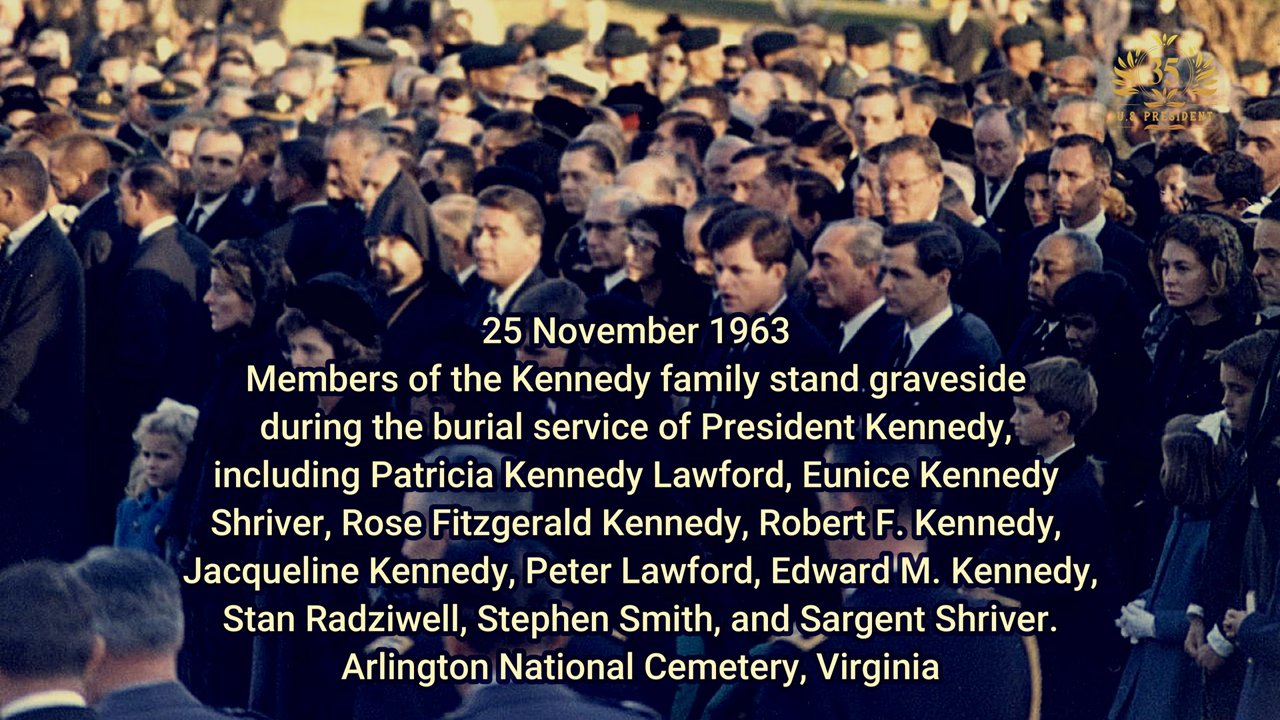 35
U.S PRESIDENT
25 November 1963
Members of the Kennedy family stand graveside
during the burial service of President Kennedy,
including Patricia Kennedy Lawford, Eunice Kennedy
Shriver, Rose Fitzgerald Kennedy, Robert F. Kennedy,
Jacqueline Kennedy, Peter Lawford, Edward M. Kennedy,
Stan Radziwell, Stephen Smith, and Sargent Shriver.
Arlington National Cemetery, Virginia